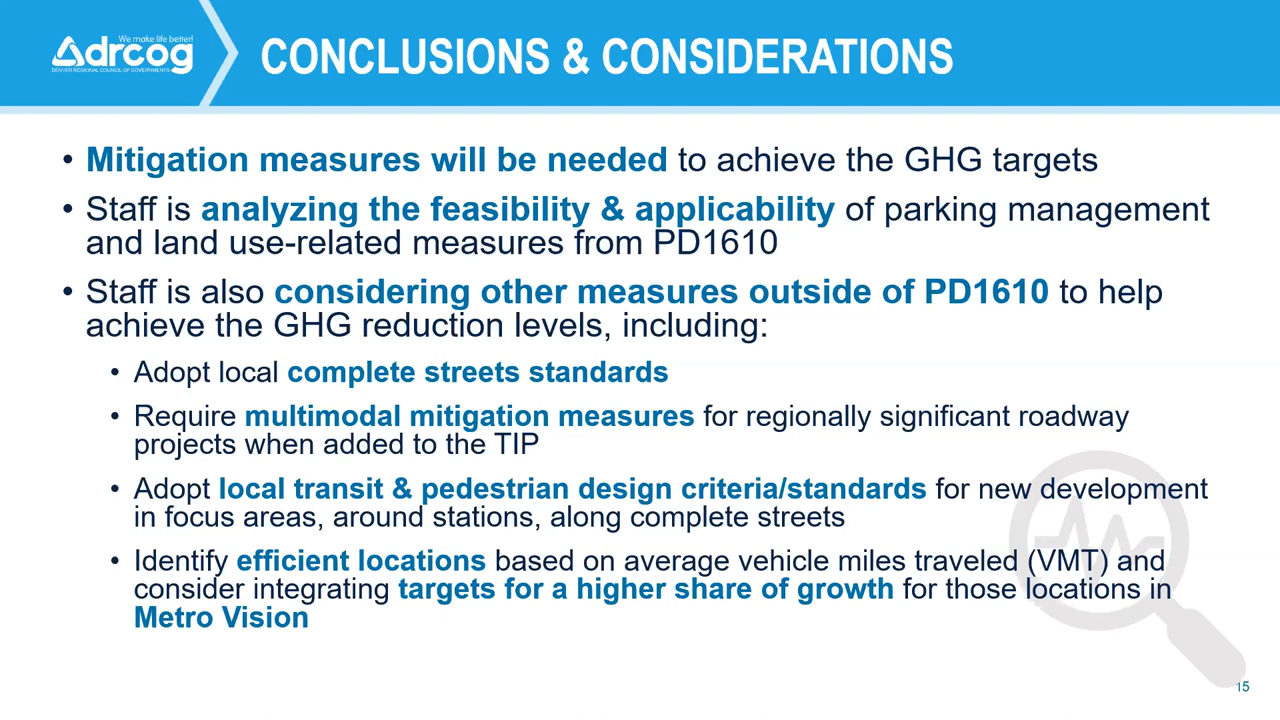 We make life better!
drcog
DENVER REGIONAL COUNCIL OF GOVERNMENTS
CONCLUSIONS & CONSIDERATIONS
• Mitigation measures will be needed to achieve the GHG targets
• Staff is analyzing the feasibility & applicability of parking management
and land use-related measures from PD1610
• Staff is also considering other measures outside of PD1610 to help
achieve the GHG reduction levels, including:
• Adopt local complete streets standards
• Require multimodal mitigation measures for regionally significant roadway
projects when added to the TIP
• Adopt local transit & pedestrian design criteria/standards for new development
in focus areas, around stations, along complete streets
• Identify efficient locations based on average vehicle miles traveled (VMT) and
consider integrating targets for a higher share of growth for those locations in
Metro Vision
15